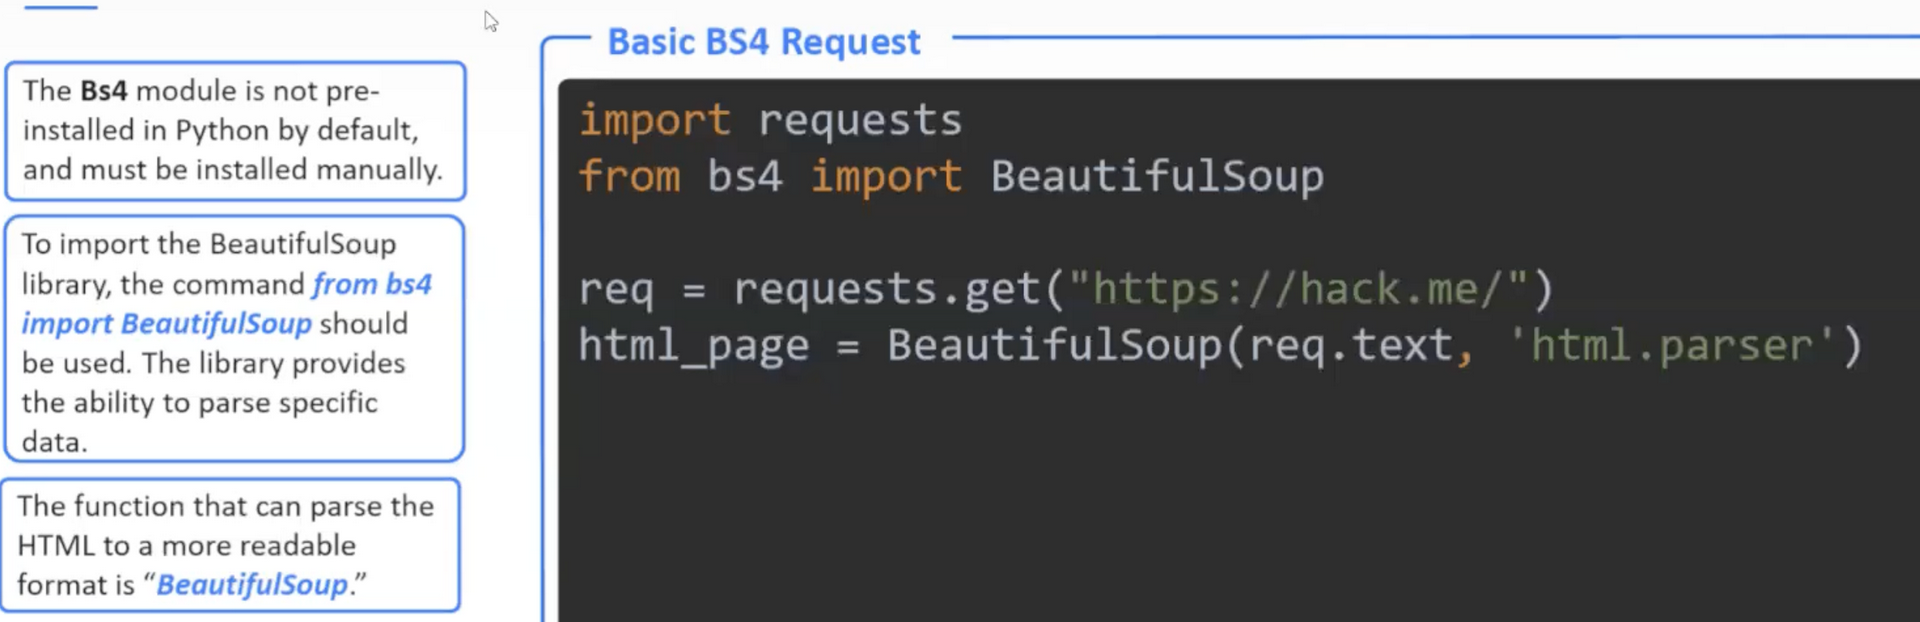 The Bs4 module is not pre-
installed in Python by default,
and must be installed manually.
To import the BeautifulSoup
library, the command from bs4
import BeautifulSoup should
be used. The library provides
the ability to parse specific
data.
The function that can parse the
HTML to a more readable
format is “BeautifulSoup.”
Basic BS4 Request
import requests
from bs4 import BeautifulSoup
req = requests.get("https://hack.me/")
html_page = BeautifulSoup(req.text, 'html.parser')